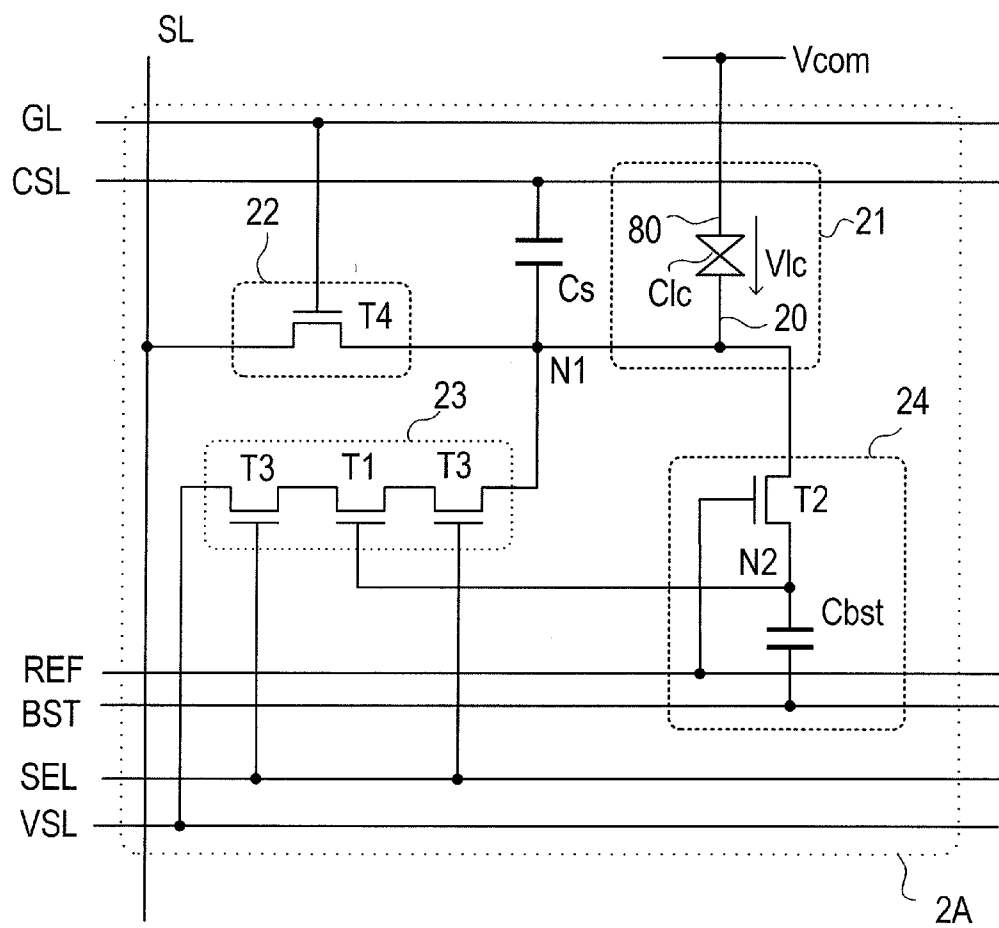 SL
Vcom
GL
CSL
22
80
21
Vlc
Clc
Cs
T4
20
N1
23
24
T3
T1
T3
T2
N2
Cbst
REF
BST
SEL
VSL
2A